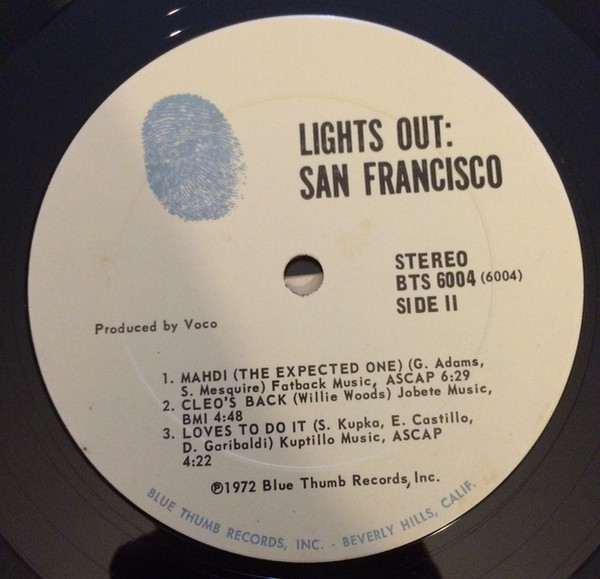 LIGHTS OUT:
SAN FRANCISCO
STEREO
BTS 6004 (6004)
SIDE II
Produced by Voco
1. MAHDI (THE EXPECTED ONE) (G. Adams,
S. Mesquire) Fatback Music, ASCAP 6:29
2. CLEO'S BACK (Willie Woods) Jobete Music,
BMI 4:48
3. LOVES TO DO IT (S. Kupka, E. Castillo,
D. Garibaldi) Kuptillo Music, ASCAP
4:22
℗1972 Blue Thumb Records, Inc.
BLUE THUMB RECORDS, INC. - BEVERLY HILLS, CALIF.